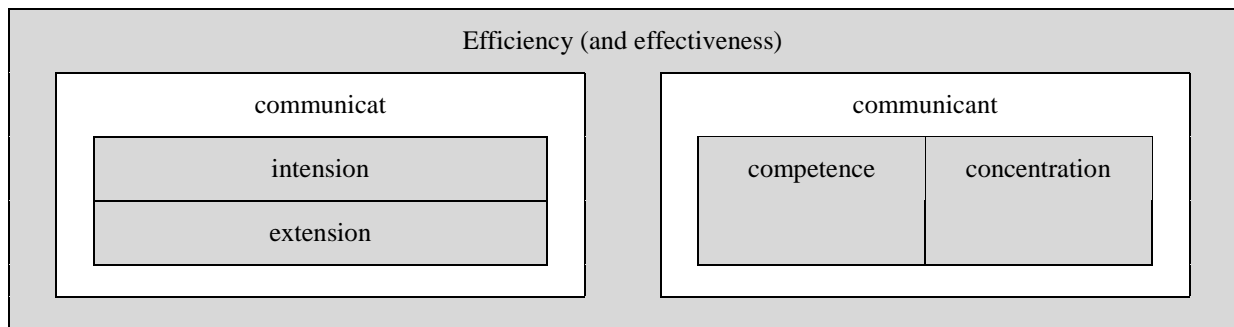 Efficiency (and effectiveness)
communicat
communicant
intension
competence
concentration
extension